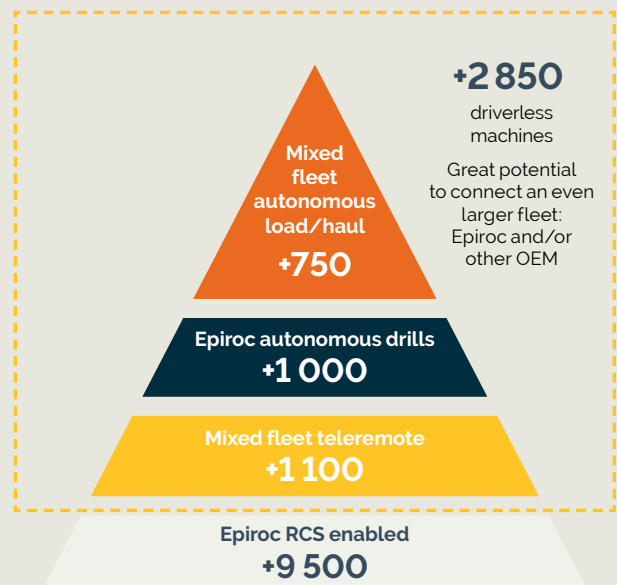 +2 850
driverless
machines
Great potential
to connect an even
larger fleet:
Epiroc and/or
other OEM
Mixed
fleet
autonomous
load/haul
+750
Epiroc autonomous drills
+1 000
Mixed fleet teleremote
+1 100
Epiroc RCS enabled
+9 500